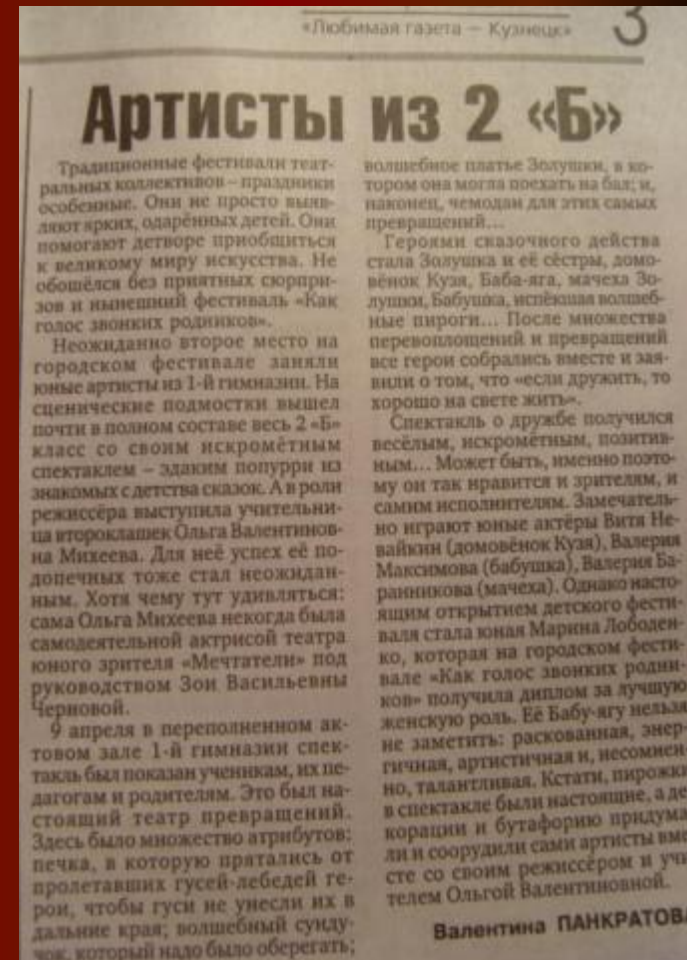 «Любимая газета — Кузнецк»
3
Артисты из 2 «Б»
Традиционные фестивали теат-
ральных коллективов – праздники
особенные. Они не просто выяв-
ляют ярких, одарённых детей. Они
помогают детворе приобщиться
к великому миру искусства. Не
обошёлся без приятных сюрпри-
зов и нынешний фестиваль «Как
голос звонких родников».
Неожиданно второе место на
городском фестивале заняли
юные артисты из 1-й гимназии. На
сценические подмостки вышел
почти в полном составе весь 2 «Б»
класс со своим искромётным
спектаклем – эдаким попурри из
знакомых с детства сказок. А в роли
режиссёра выступила учительни-
ца второклашек Ольга Валентинов-
на Михеева. Для неё успех её по-
допечных тоже стал неожидан-
ным. Хотя чему тут удивляться:
сама Ольга Михеева некогда была
самодеятельной актрисой театра
юного зрителя «Мечтатели» под
руководством Зои Васильевны
Черновой.
9 апреля в переполненном ак-
товом зале 1-й гимназии спек-
такль был показан ученикам, их пе-
дагогам и родителям. Это был на-
стоящий театр превращений.
Здесь было множество атрибутов:
печка, в которую прятались от
пролетавших гусей-лебедей ге-
рои, чтобы гуси не унесли их в
дальние края; волшебный сунду-
чок, который надо было оберегать;
волшебное платье Золушки, в ко-
тором она могла поехать на бал; и,
наконец, чемодан для этих самых
превращений…
Героями сказочного действа
стала Золушка и её сёстры, домо-
вёнок Кузя, Баба-яга, мачеха Зо-
лушки, Бабушка, испёкшая волшеб-
ные пироги… После множества
перевоплощений и превращений
все герои собрались вместе и зая-
вили о том, что «если дружить, то
хорошо на свете жить».
Спектакль о дружбе получился
весёлым, искромётным, позитив-
ным… Может быть, именно поэто-
му он так нравится и зрителям, и
самим исполнителям. Замечатель-
но играют юные актёры Витя Не-
вайкин (домовёнок Кузя), Валерия
Максимова (бабушка), Валерия Ба-
ранникова (мачеха). Однако насто-
ящим открытием детского фести-
валя стала юная Марина Лободен-
ко, которая на городском фести-
вале «Как голос звонких родни-
ков» получила диплом за лучшую
женскую роль. Её Бабу-ягу нельзя
не заметить: раскованная, энер-
гичная, артистичная и, несомнен-
но, талантливая. Кстати, пирожки
в спектакле были настоящие, а де
корации и бутафорию придума
ли и соорудили сами артисты вме
сте со своим режиссёром и учи
телем Ольгой Валентиновной.
Валентина ПАНКРАТОВА